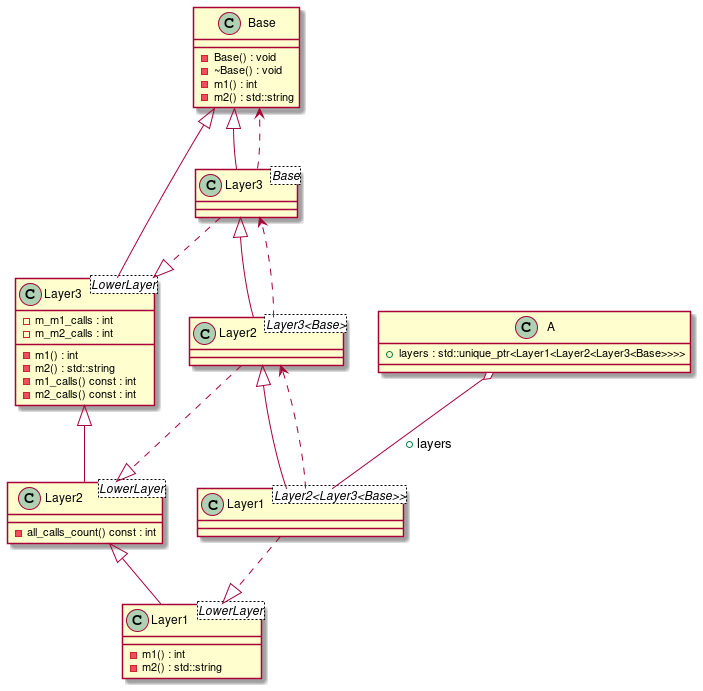 C Base
Base() : void
~Base() : void
m1() : int
m2() : std::string
C Layer3
Base
C Layer3
LowerLayer
m_m1_calls : int
m_m2_calls : int
m1() : int
m2() : std::string
m1_calls() const : int
m2_calls() const : int
C Layer2
Layer3<Base>
C A
layers : std::unique_ptr<Layer1<Layer2<Layer3<Base>>>>
layers
C Layer2
LowerLayer
all_calls_count() const : int
C Layer1
Layer2<Layer3<Base>>
C Layer1
LowerLayer
m1() : int
m2() : std::string